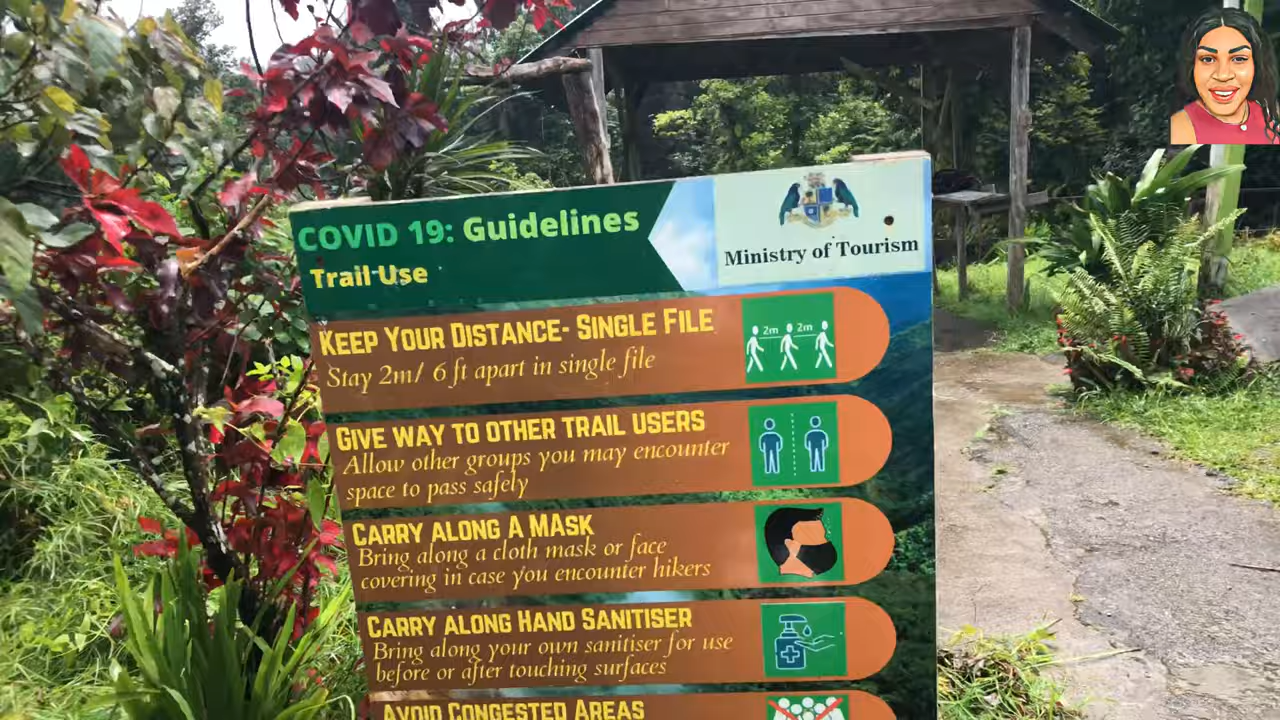 COVID 19: Guidelines
Trail Use
Ministry of Tourism
KEEP YOUR DISTANCE- SINGLE FILE
Stay 2m/ 6 ft apart in single file
2m 2m
GIVE WAY TO OTHER TRAIL USERS
Allow other groups you may encounter
space to pass safely
CARRY ALONG A MASK
Bring along a cloth mask or face
covering in case you encounter hikers
CARRY ALONG HAND SANITISER
Bring along your own sanitiser for use
before or after touching surfaces
AVOID CONGESTED AREAS